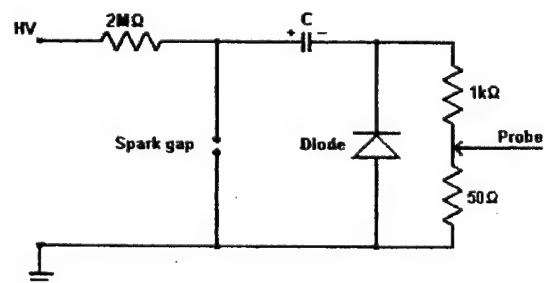 HV
2MΩ
C
+ −
1kΩ
Spark gap
Diode
Probe
50Ω